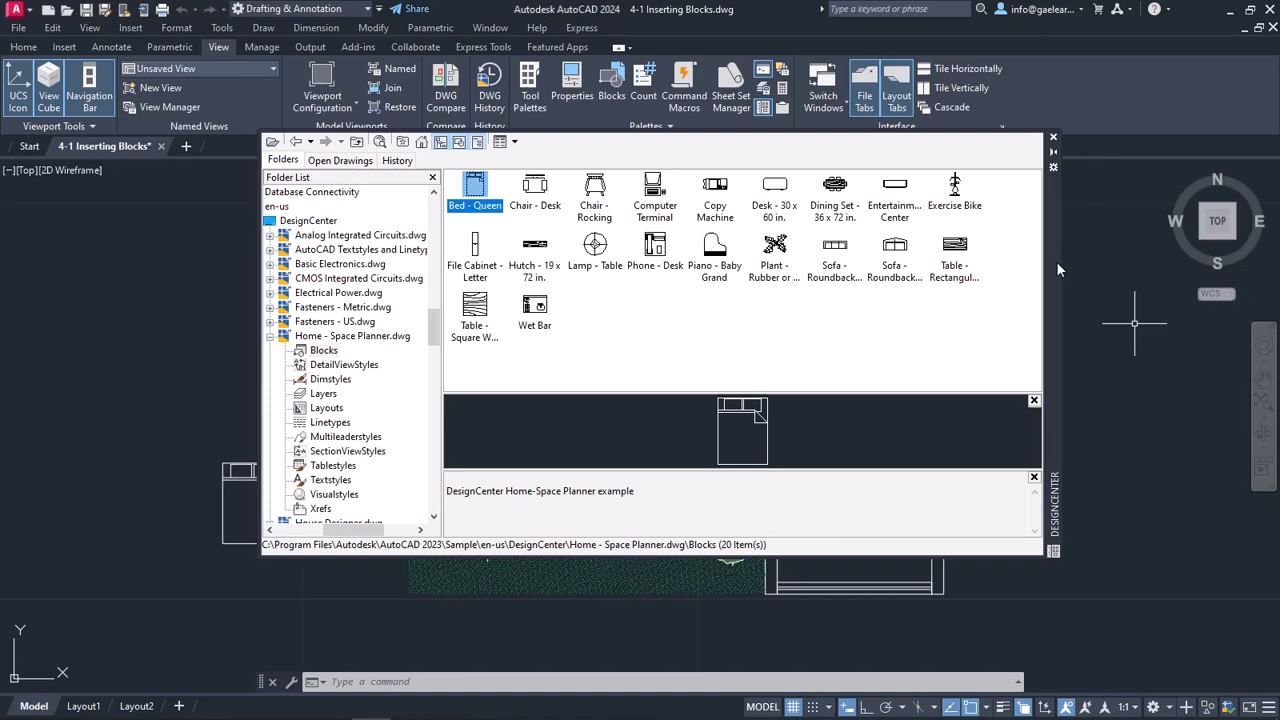 A Drafting & Annotation Share Autodesk AutoCAD 2024 4-1 Inserting Blocks.dwg Type a keyword or phrase info@gaelear...
File Edit View Insert Format Tools Draw Dimension Modify Parametric Window Help Express
Home Insert Annotate Parametric View Manage Output Add-ins Collaborate Express Tools Featured Apps
UCS Icon
View Cube
Navigation Bar
Viewport Tools
Unsaved View
New View
View Manager
Named Views
Viewport Configuration
Named
Join
Restore
Model Viewports
DWG Compare
Compare
DWG History
History
Tool Palettes
Properties
Blocks
Count
Command Macros
Sheet Set Manager
Palettes
Switch Windows
File Tabs
Layout Tabs
Tile Horizontally
Tile Vertically
Cascade
Interface
Start 4-1 Inserting Blocks*
[−][Top][2D Wireframe]
Folders Open Drawings History
Folder List
Database Connectivity
en-us
DesignCenter
Analog Integrated Circuits.dwg
AutoCAD Textstyles and Linetyp
Basic Electronics.dwg
CMOS Integrated Circuits.dwg
Electrical Power.dwg
Fasteners - Metric.dwg
Fasteners - US.dwg
Home - Space Planner.dwg
Blocks
DetailViewStyles
Dimstyles
Layers
Layouts
Linetypes
Multileaderstyles
SectionViewStyles
Tablestyles
Textstyles
Visualstyles
Xrefs
House Designer.dwg
Bed - Queen
Chair - Desk
Chair - Rocking
Computer Terminal
Copy Machine
Desk - 30 x 60 in.
Dining Set - 36 x 72 in.
Entertainm... Center
Exercise Bike
File Cabinet - Letter
Hutch - 19 x 72 in.
Lamp - Table
Phone - Desk
Piano - Baby Grand
Plant - Rubber or ...
Sofa - Roundback...
Sofa - Roundback...
Table - Rectangul...
Table - Square W...
Wet Bar
DesignCenter Home-Space Planner example
C:\Program Files\Autodesk\AutoCAD 2023\Sample\en-us\DesignCenter\Home - Space Planner.dwg\Blocks (20 Item(s))
DESIGNCENTER
N
W TOP E
S
WCS
Y
X
Type a command
Model Layout1 Layout2
MODEL 1:1